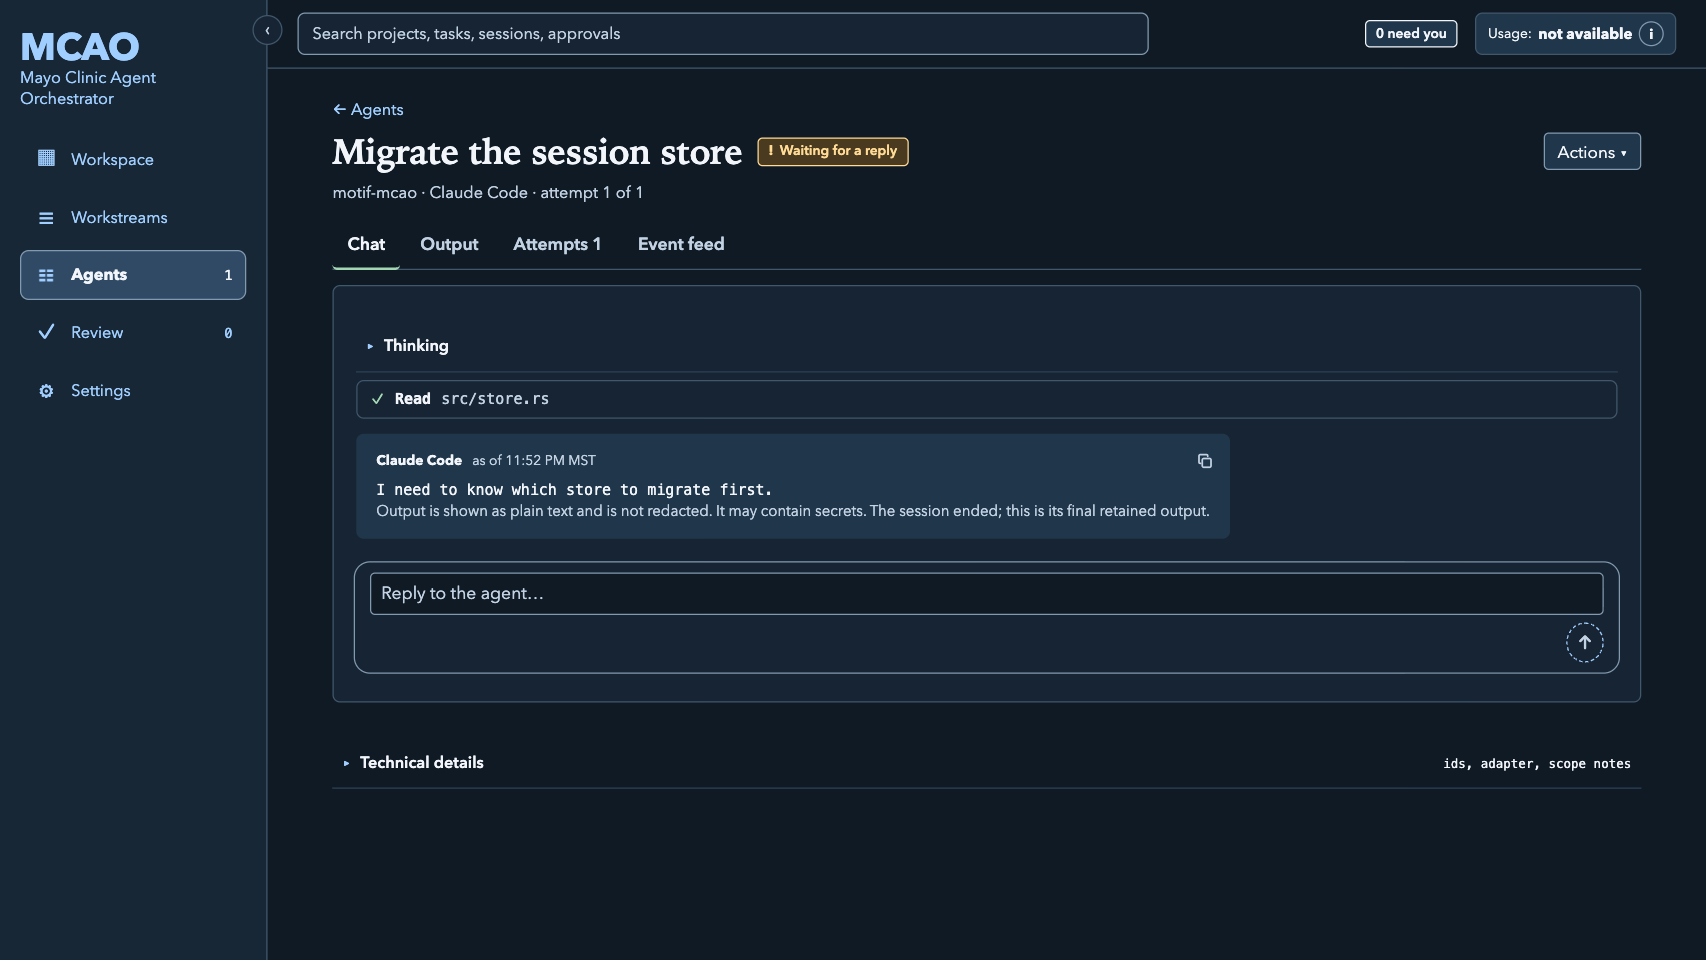 MCAO
Mayo Clinic Agent
Orchestrator
Workspace
Workstreams
Agents 1
Review 0
Settings
‹
Search projects, tasks, sessions, approvals
0 need you
Usage: not available i
← Agents
Migrate the session store
! Waiting for a reply
Actions ▾
motif-mcao · Claude Code · attempt 1 of 1
Chat Output Attempts 1 Event feed
▸ Thinking
✓ Read src/store.rs
Claude Code as of 11:52 PM MST
I need to know which store to migrate first.
Output is shown as plain text and is not redacted. It may contain secrets. The session ended; this is its final retained output.
Reply to the agent…
▸ Technical details
ids, adapter, scope notes